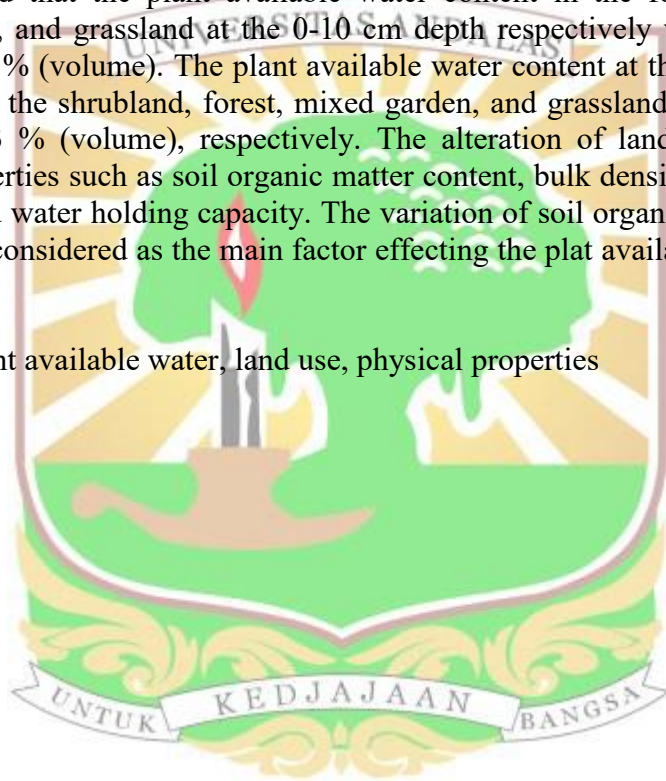 that the plant available water content in the
UNIVERSITAS ANDALAS
, and grassland at the 0-10 cm depth respectively
% (volume). The plant available water content at th
the shrubland, forest, mixed garden, and grassland
% (volume), respectively. The alteration of land
erties such as soil organic matter content, bulk densi
water holding capacity. The variation of soil organ
considered as the main factor effecting the plat availa
nt available water, land use, physical properties
UNTUK KEDJAJAAN BANGSA